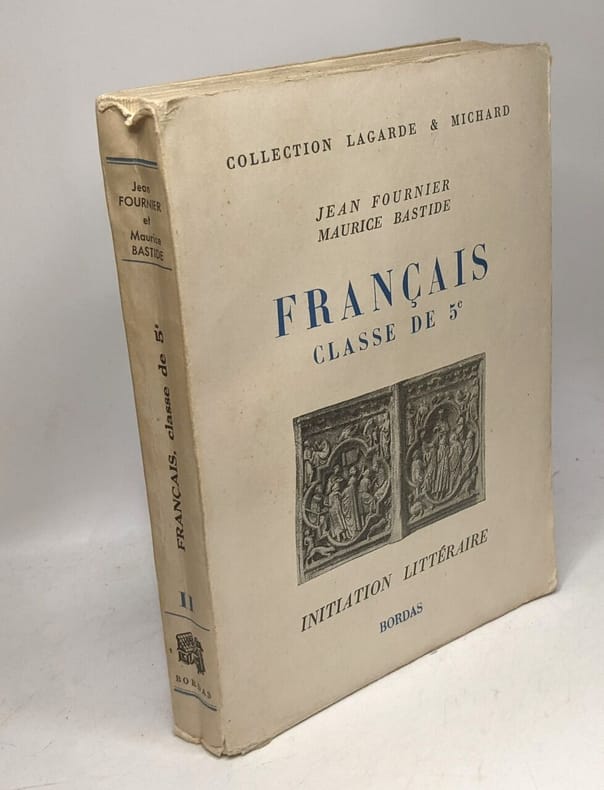 COLLECTION LAGARDE & MICHARD
JEAN FOURNIER
MAURICE BASTIDE
FRANÇAIS
CLASSE DE 5e
INITIATION LITTÉRAIRE
BORDAS
Jean
FOURNIER
et
Maurice
BASTIDE
FRANÇAIS, classe de 5e
II
BORDAS